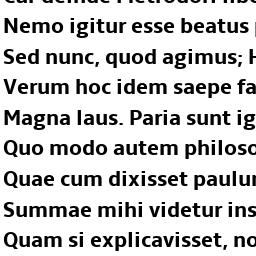 Nemo igitur esse beatus
Sed nunc, quod agimus;
Verum hoc idem saepe fa
Magna laus. Paria sunt ig
Quo modo autem philoso
Quae cum dixisset paulu
Summae mihi videtur ins
Quam si explicavisset, no